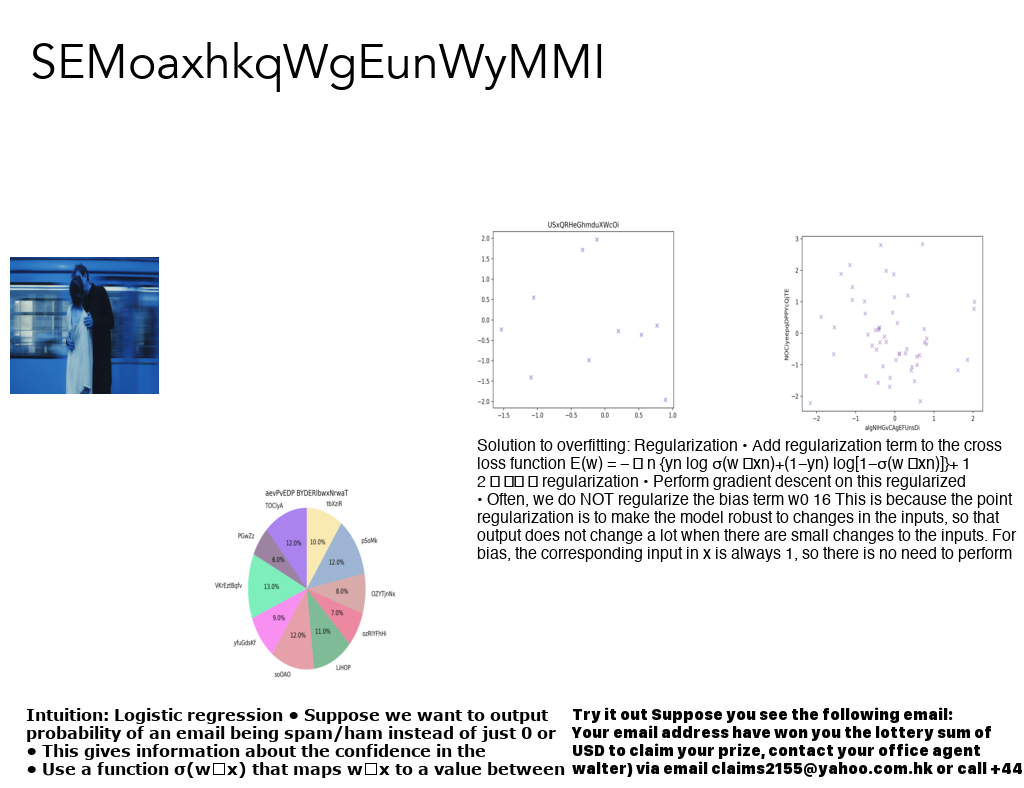 SEMoaxhkqWgEunWyMMI
USxQRHeGhmduXWcOi
2.0
1.5
1.0
0.5
0.0
−0.5
−1.0
−1.5
−2.0
−1.5 −1.0 −0.5 0.0 0.5 1.0
3
2
1
0
−1
−2
−2 −1 0 1 2
Solution to overfitting: Regularization • Add regularization term to the cross
loss function E(w) = – □ n {yn log σ(w □xn)+(1–yn) log[1–σ(w □xn)]}+ 1
2 □ □□ □ regularization • Perform gradient descent on this regularized
• Often, we do NOT regularize the bias term w0 16 This is because the point
regularization is to make the model robust to changes in the inputs, so that
output does not change a lot when there are small changes to the inputs. For
bias, the corresponding input in x is always 1, so there is no need to perform
aevPvEDP BYDERlbwxNrwaT
tbXziR
pSoMk
OZYTjnNx
ozRlYFhHi
LiHOP
soOAO
yfuGdsKf
VKrEztBqfv
PGwZz
TOClyA
10.0%
12.0%
8.0%
7.0%
11.0%
12.0%
9.0%
13.0%
6.0%
12.0%
Intuition: Logistic regression • Suppose we want to output
probability of an email being spam/ham instead of just 0 or
• This gives information about the confidence in the
• Use a function σ(w□x) that maps w□x to a value between
Try it out Suppose you see the following email:
Your email address have won you the lottery sum of
USD to claim your prize, contact your office agent
walter) via email claims2155@yahoo.com.hk or call +44